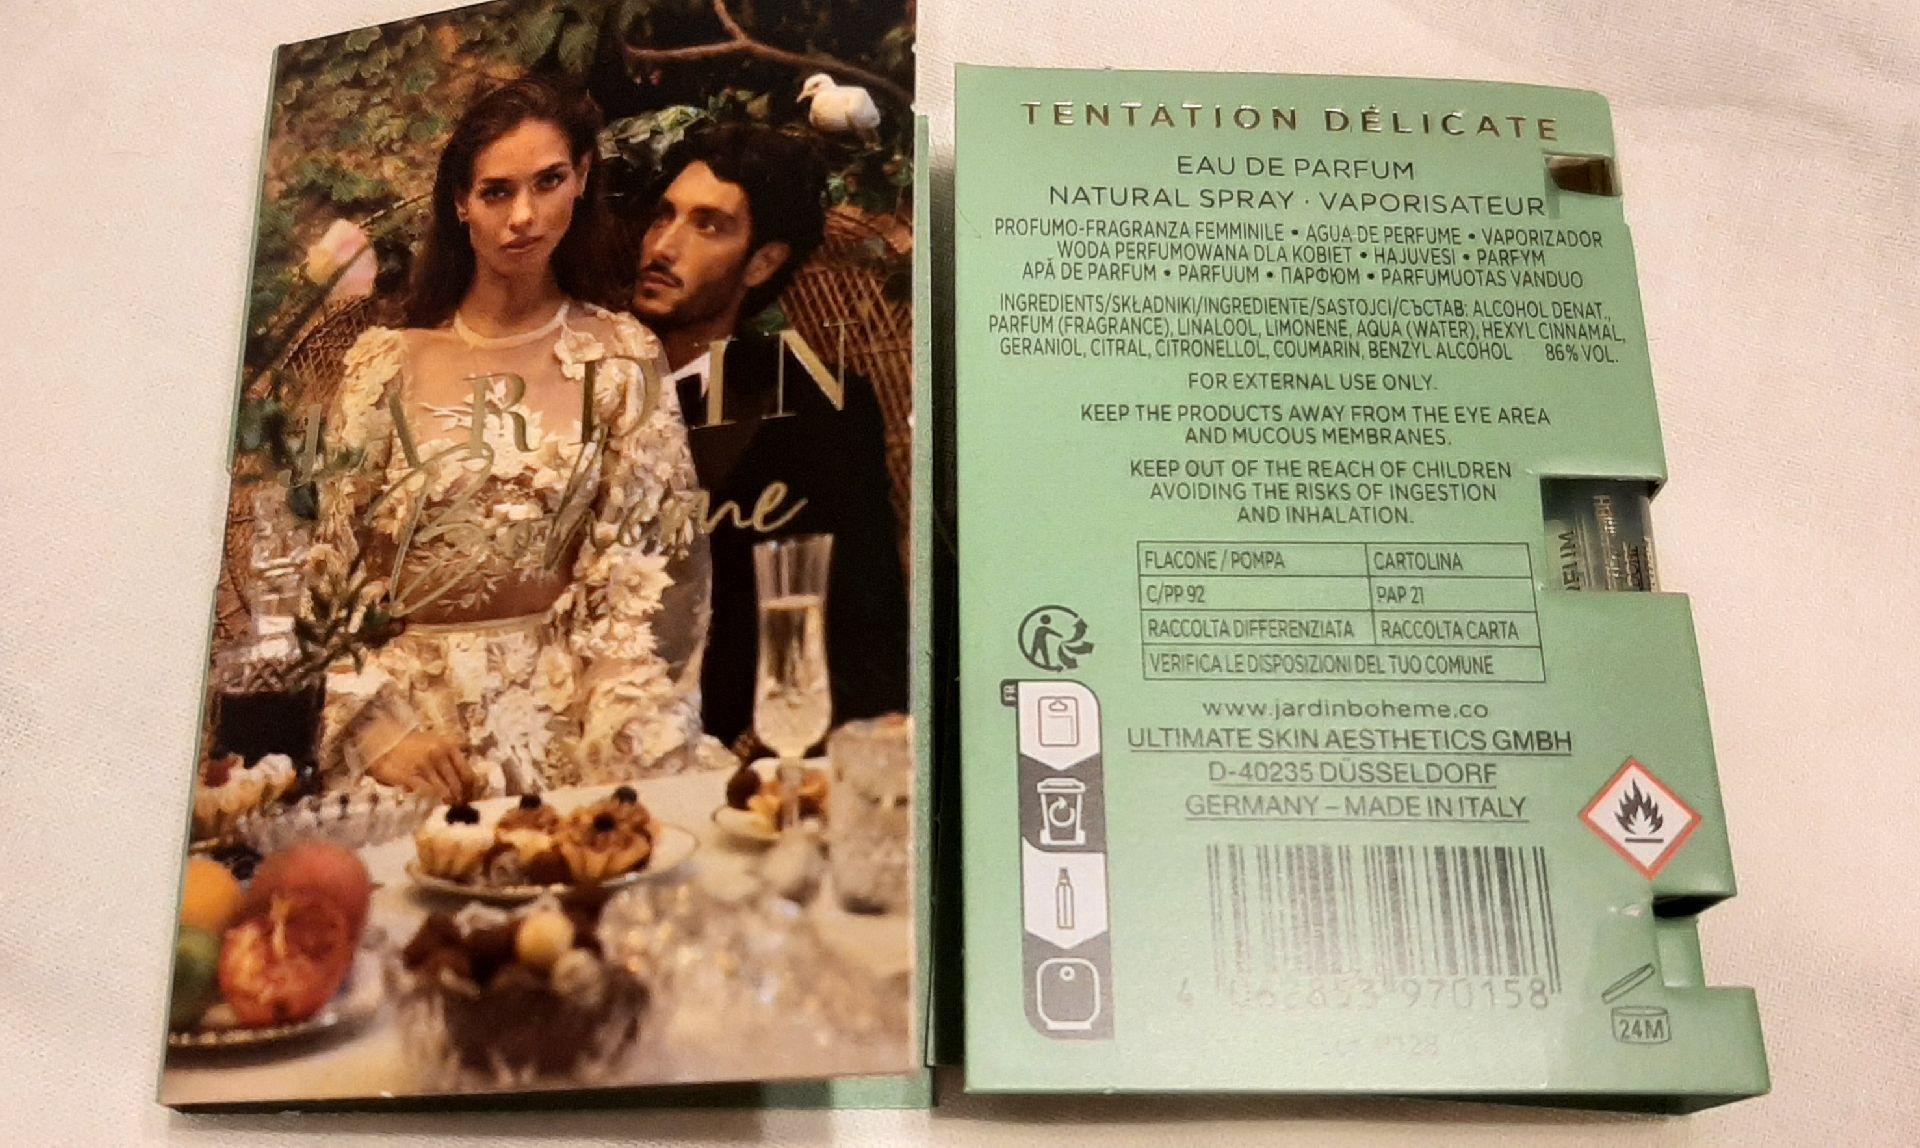 JARDIN
Bohème
TENTATION DÉLICATE
EAU DE PARFUM
NATURAL SPRAY · VAPORISATEUR
PROFUMO-FRAGRANZA FEMMINILE • AGUA DE PERFUME • VAPORIZADOR
WODA PERFUMOWANA DLA KOBIET • HAJUVESI • PARFYM
APĂ DE PARFUM • PARFUUM • ПАРФЮМ • PARFUMUOTAS VANDUO
INGREDIENTS/SKŁADNIKI/INGREDIENTE/SASTOJCI/СЪСТАВ: ALCOHOL DENAT.,
PARFUM (FRAGRANCE), LINALOOL, LIMONENE, AQUA (WATER), HEXYL CINNAMAL,
GERANIOL, CITRAL, CITRONELLOL, COUMARIN, BENZYL ALCOHOL 86% VOL.
FOR EXTERNAL USE ONLY.
KEEP THE PRODUCTS AWAY FROM THE EYE AREA
AND MUCOUS MEMBRANES.
KEEP OUT OF THE REACH OF CHILDREN
AVOIDING THE RISKS OF INGESTION
AND INHALATION.
FLACONE / POMPA CARTOLINA
C/PP 92 PAP 21
RACCOLTA DIFFERENZIATA RACCOLTA CARTA
VERIFICA LE DISPOSIZIONI DEL TUO COMUNE
FR
www.jardinboheme.co
ULTIMATE SKIN AESTHETICS GMBH
D-40235 DÜSSELDORF
GERMANY – MADE IN ITALY
4 062853 970158
24M